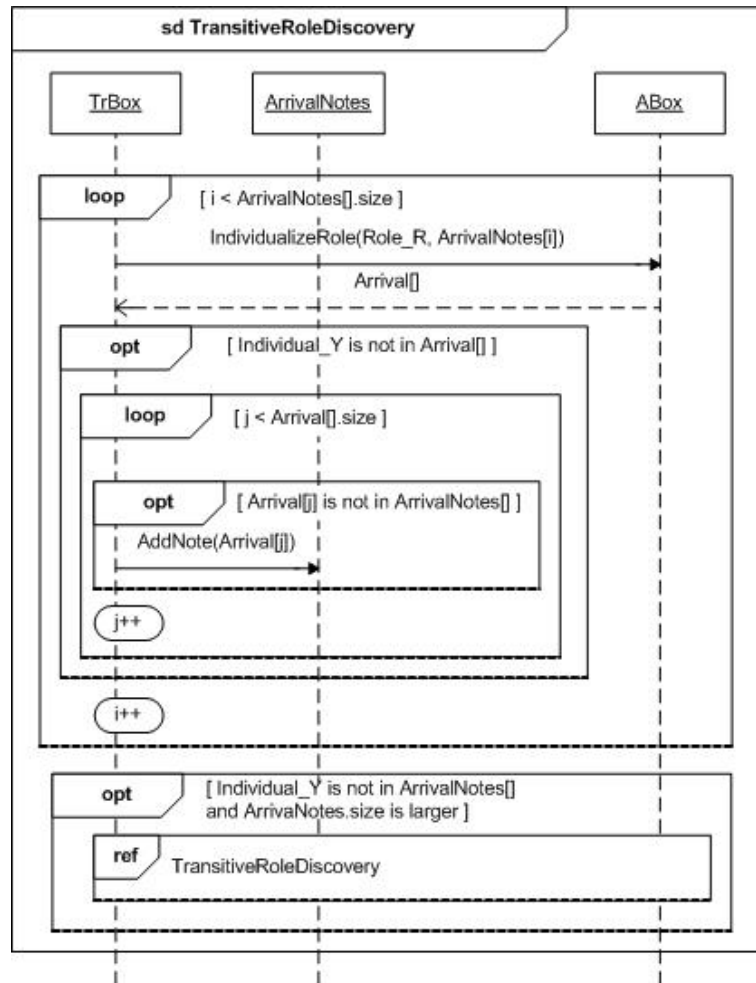 sd TransitiveRoleDiscovery
TrBox
ArrivalNotes
ABox
loop
[ i < ArrivalNotes[].size ]
IndividualizeRole(Role_R, ArrivalNotes[i])
Arrival[]
opt
[ Individual_Y is not in Arrival[] ]
loop
[ j < Arrival[].size ]
opt
[ Arrival[j] is not in ArrivalNotes[] ]
AddNote(Arrival[j])
j++
i++
opt
[ Individual_Y is not in ArrivalNotes[]
and ArrivaNotes.size is larger ]
ref
TransitiveRoleDiscovery